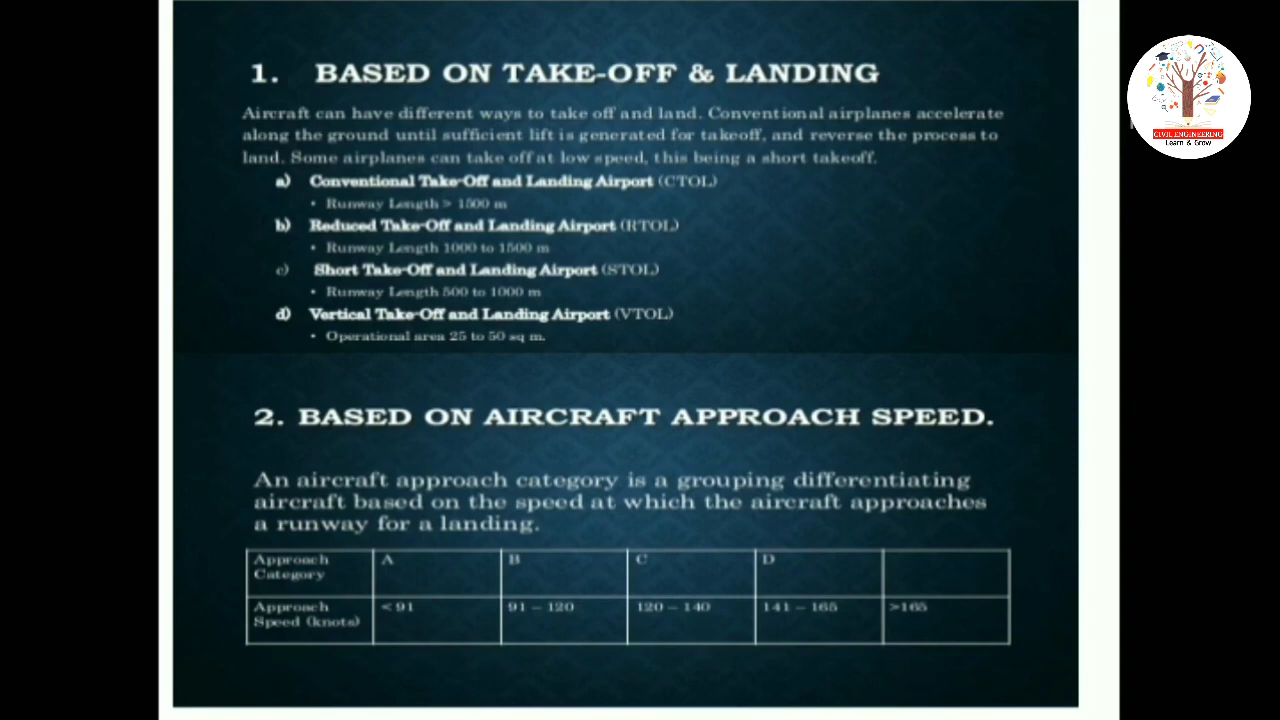 1. BASED ON TAKE-OFF & LANDING
Aircraft can have different ways to take off and land. Conventional airplanes accelerate
along the ground until sufficient lift is generated for takeoff, and reverse the process to
land. Some airplanes can take off at low speed, this being a short takeoff.
a) Conventional Take-Off and Landing Airport (CTOL)
• Runway Length > 1500 m
b) Reduced Take-Off and Landing Airport (RTOL)
• Runway Length 1000 to 1500 m
c) Short Take-Off and Landing Airport (STOL)
• Runway Length 500 to 1000 m
d) Vertical Take-Off and Landing Airport (VTOL)
• Operational area 25 to 50 sq m.
2. BASED ON AIRCRAFT APPROACH SPEED.
An aircraft approach category is a grouping differentiating
aircraft based on the speed at which the aircraft approaches
a runway for a landing.
Approach Category A B C D
Approach Speed (knots) < 91 91 – 120 120 – 140 141 – 165 >165
CIVIL ENGINEERING
Learn & Grow